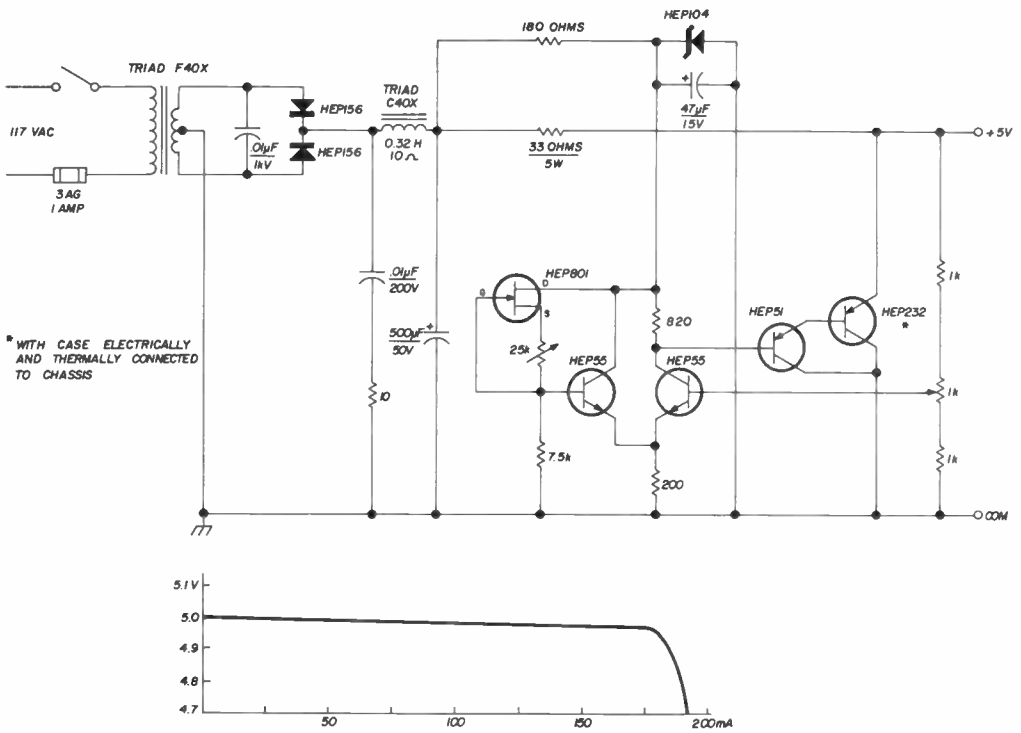 HEP104
180 OHMS
TRIAD F40X
TRIAD
C40X
HEP156
47µF
15V
117 VAC
.01µF
1kV
HEP156
0.32 H
10 Ω
33 OHMS
5W
+5V
3AG
1 AMP
HEP801
D
G
S
.01µF
200V
1k
820
HEP51
HEP232
*
500µF
50V
+
25k
* WITH CASE ELECTRICALLY
AND THERMALLY CONNECTED
TO CHASSIS
HEP55
HEP55
10
1k
7.5k
200
1k
COM
5.1V
5.0
4.9
4.8
4.7
50
100
150
200mA